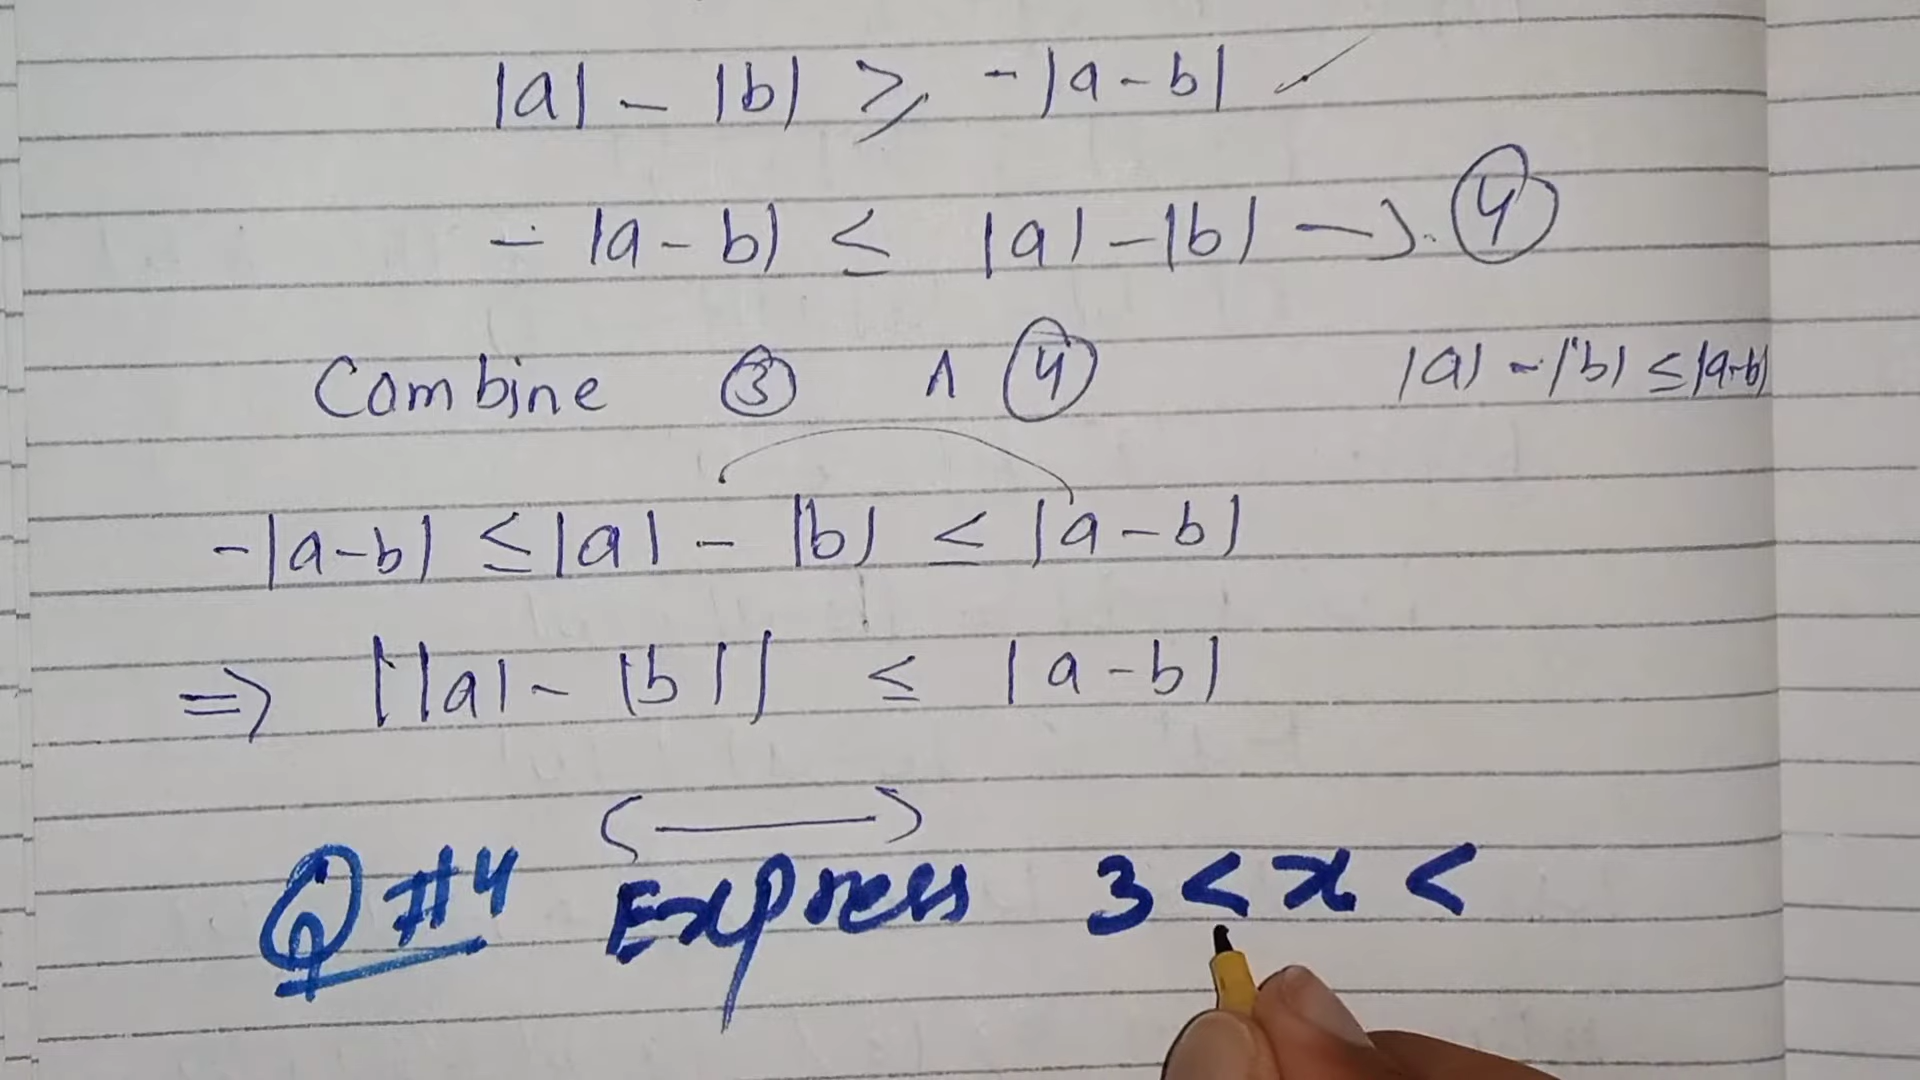 |a| - |b| ≥ -|a-b|
- |a-b| ≤ |a| - |b| → ④
Combine ③ ∧ ④ |a| - |b| ≤ |a-b|
-|a-b| ≤ |a| - |b| ≤ |a-b|
⇒ ||a| - |b|| ≤ |a-b|
Q#4 Express 3 < x <